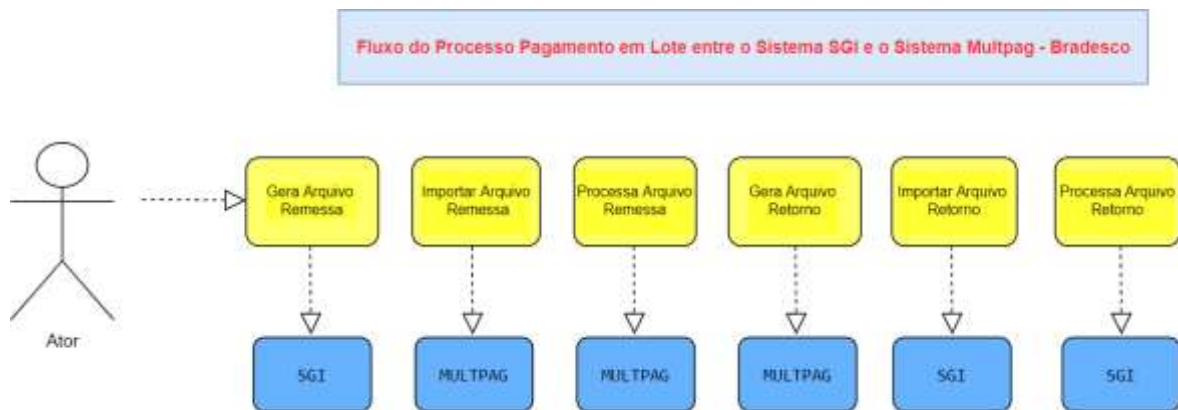 Fluxo do Processo Pagamento em Lote entre o Sistema SGI e o Sistema Multpag - Bradesco
Gera Arquivo
Remessa
Importar Arquivo
Remessa
Processa Arquivo
Remessa
Gera Arquivo
Retorno
Importar Arquivo
Retorno
Processa Arquivo
Retorno
Ator
SGI
MULTPAG
MULTPAG
MULTPAG
SGI
SGI